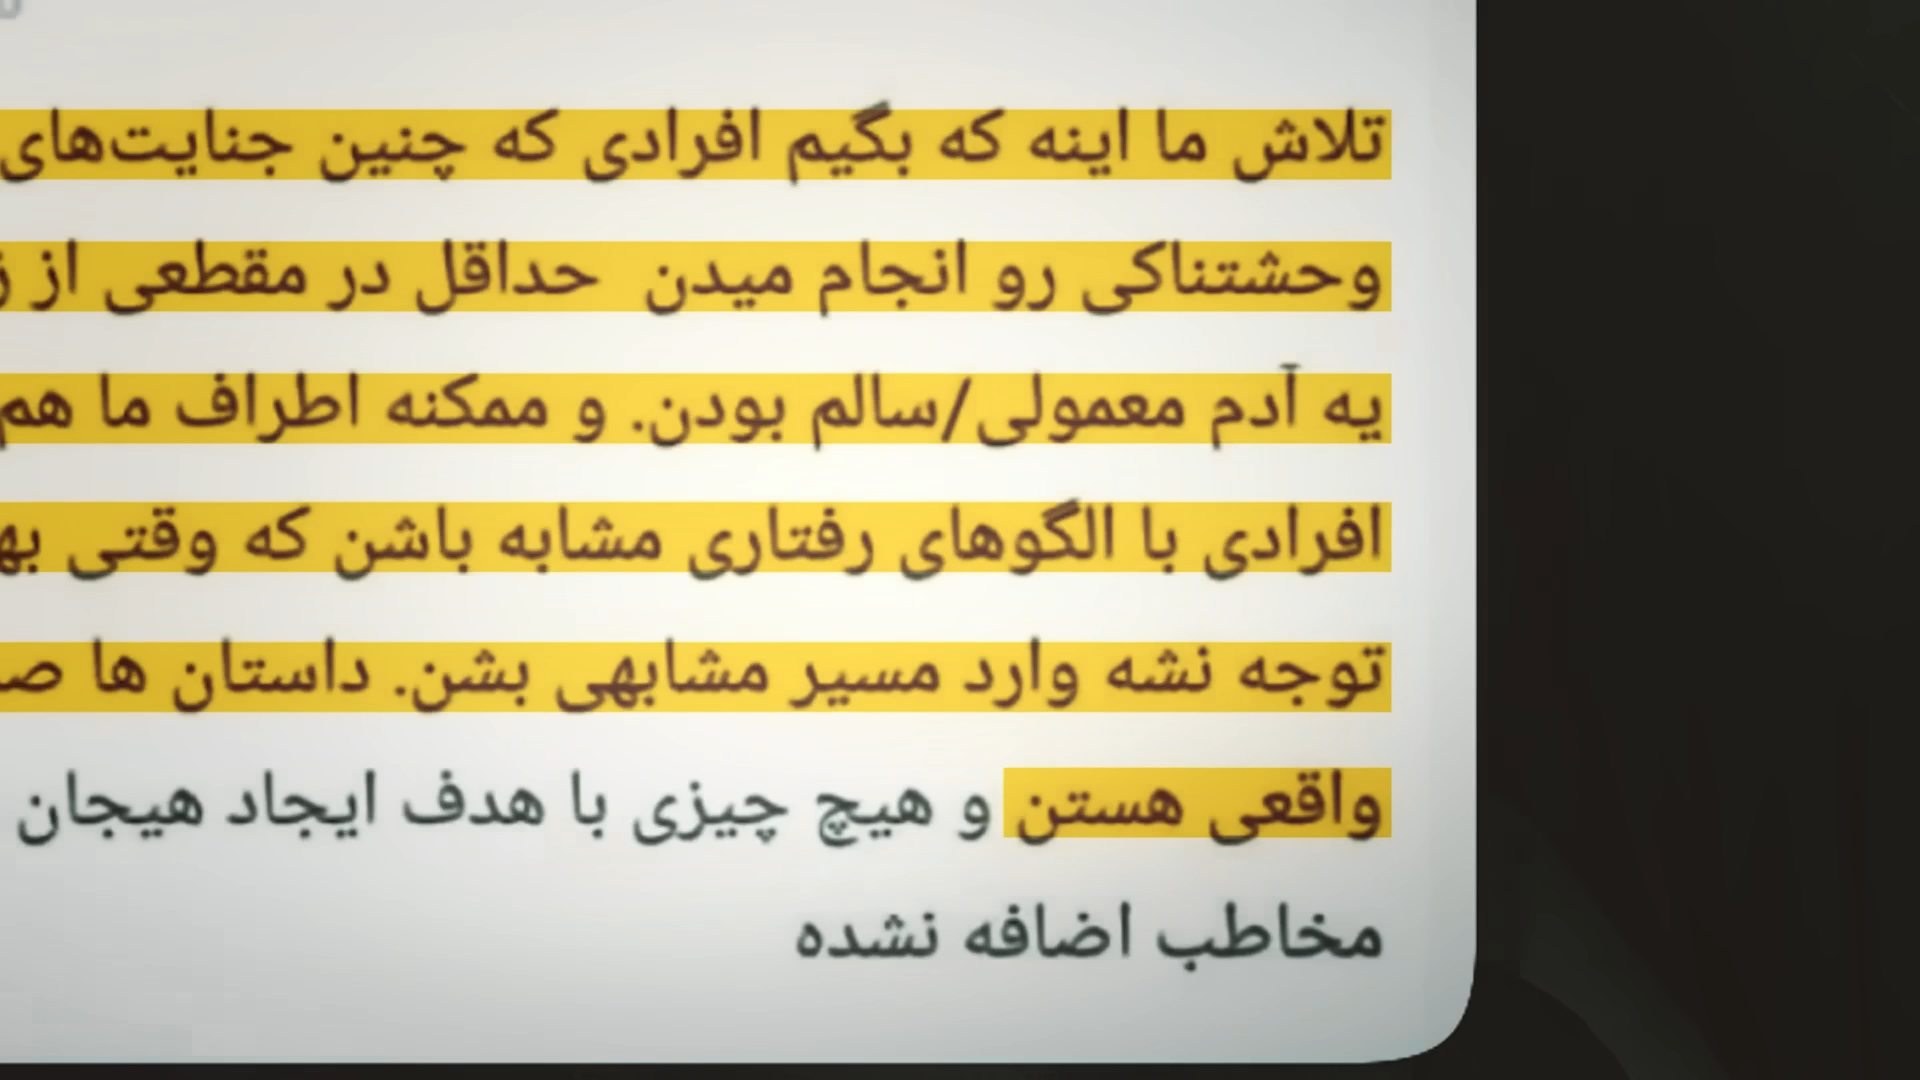 تلاش ما اینه که بگیم افرادی که چنین جنایت‌های
وحشتناکی رو انجام میدن حداقل در مقطعی از
یه آدم معمولی/سالم بودن. و ممکنه اطراف ما هم
افرادی با الگوهای رفتاری مشابه باشن که وقتی
توجه نشه وارد مسیر مشابهی بشن. داستان ها
واقعی هستن و هیچ چیزی با هدف ایجاد هیجان
مخاطب اضافه نشده